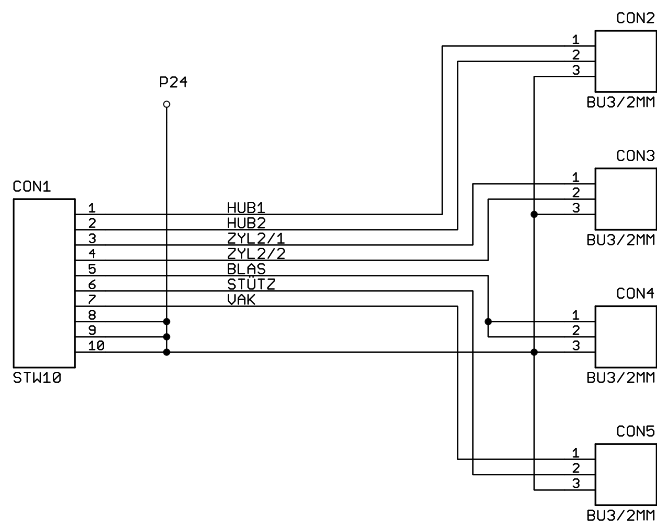 CON2
1
2
3
BU3/2MM
P24
CON3
1
2
3
BU3/2MM
CON1
1 HUB1
2 HUB2
3 ZYL2/1
4 ZYL2/2
5 BLAS
6 STÜTZ
7 VAK
8
9
10
STW10
CON4
1
2
3
BU3/2MM
CON5
1
2
3
BU3/2MM